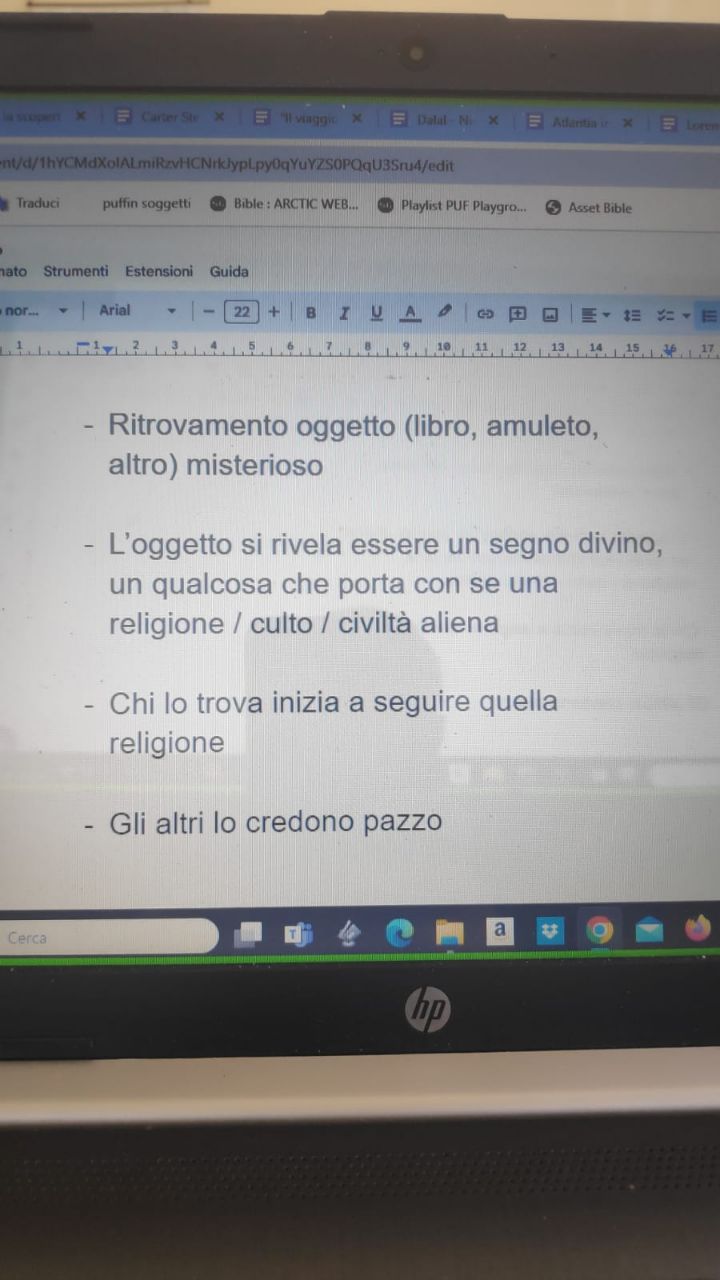 Carter Ste
"Il viaggio
Dalal - Ni
Atlantia ir
Loren
nt/d/1hYCMdXolALmiRzvHCNrkJypLpy0qYuYZS0PQqU3Sru4/edit
Traduci
puffin soggetti
Bible : ARCTIC WEB...
Playlist PUF Playgro...
Asset Bible
nato Strumenti Estensioni Guida
nor... Arial − 22 + B I U A
1 1 2 3 4 5 6 7 8 9 10 11 12 13 14 15 16 17
- Ritrovamento oggetto (libro, amuleto,
altro) misterioso
- L'oggetto si rivela essere un segno divino,
un qualcosa che porta con se una
religione / culto / civiltà aliena
- Chi lo trova inizia a seguire quella
religione
- Gli altri lo credono pazzo
Cerca
T
a
hp